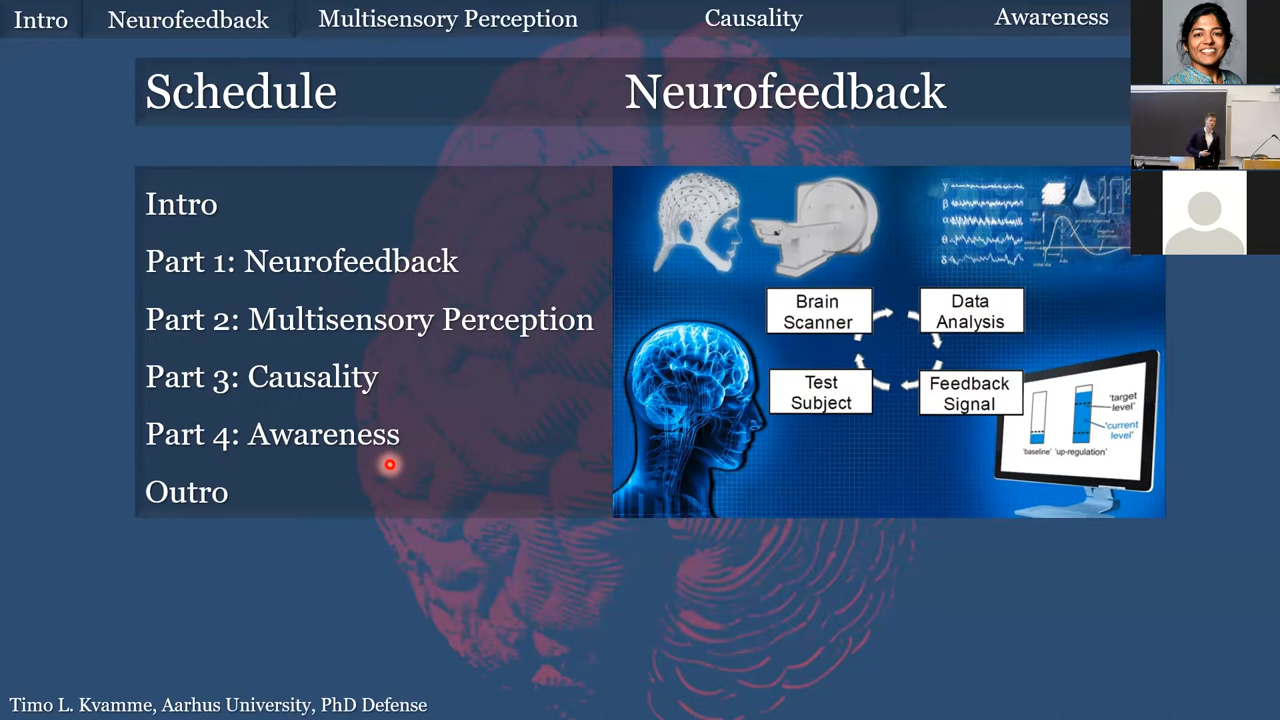 Intro
Neurofeedback
Multisensory Perception
Causality
Awareness
Schedule
Neurofeedback
Intro
Part 1: Neurofeedback
Part 2: Multisensory Perception
Part 3: Causality
Part 4: Awareness
Outro
γ
β
α
θ
δ
Brain
Scanner
Data
Analysis
Test
Subject
Feedback
Signal
'target
level'
'current
level'
'baseline'
'up-regulation'
Timo L. Kvamme, Aarhus University, PhD Defense